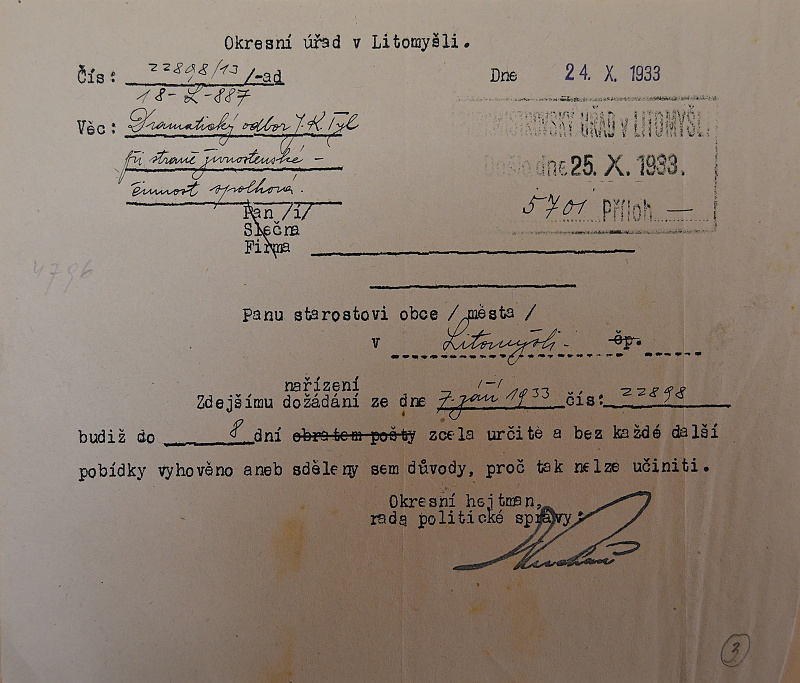 Okresní úřad v Litomyšli.
Čís: 22898/13 /-ad
18-L-887
Dne 24. X. 1933
Věc: Dramatický odbor J. K. Tyl
při straně živnostenské -
činnost spolková.
STAROSTOVSKÝ ÚŘAD v LITOMYŠLI.
Došlo dne 25. X. 1933.
5701 Příloh —
Pan /í/
Slečna
Firma
4796
Panu starostovi obce / města /
v Litomyšli. čp.
nařízení
Zdejšímu dožádání ze dne 7. září 1933 čís: 22898
budiž do 8 dní obratem pošty zcela určitě a bez každé další
pobídky vyhověno aneb sděleny sem důvody, proč tak nelze učiniti.
Okresní hejtman,
rada politické správy:
3